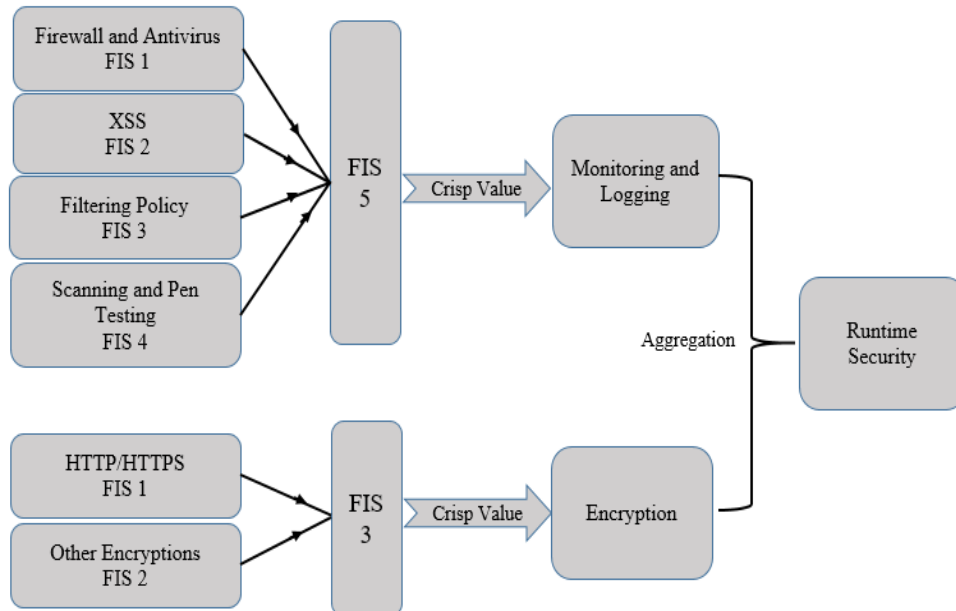 Firewall and Antivirus
FIS 1
XSS
FIS 2
Filtering Policy
FIS 3
Scanning and Pen
Testing
FIS 4
FIS
5
Crisp Value
Monitoring and
Logging
Aggregation
Runtime
Security
HTTP/HTTPS
FIS 1
Other Encryptions
FIS 2
FIS
3
Crisp Value
Encryption